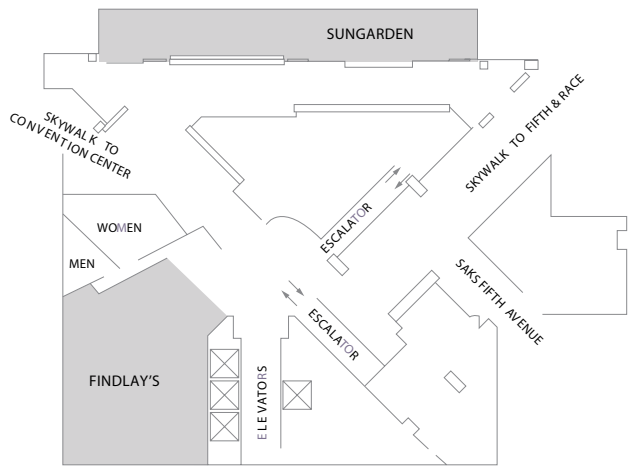 SUNGARDEN
SKYWALK TO
CONVENTION CENTER
SKYWALK TO FIFTH & RACE
WOMEN
MEN
ESCALATOR
SAKS FIFTH AVENUE
ESCALATOR
FINDLAY'S
ELEVATORS